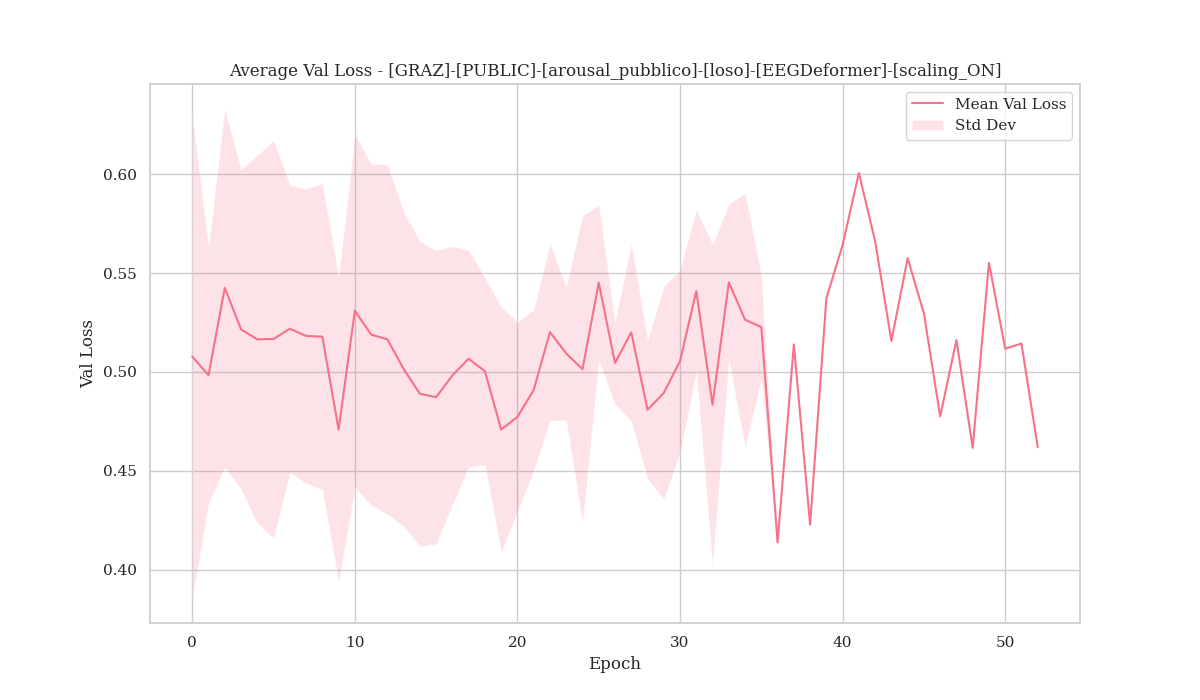 Average Val Loss - [GRAZ]-[PUBLIC]-[arousal_pubblico]-[loso]-[EEGDeformer]-[scaling_ON]
Mean Val Loss
Std Dev
0.60
0.55
0.50
0.45
0.40
Val Loss
0 10 20 30 40 50
Epoch